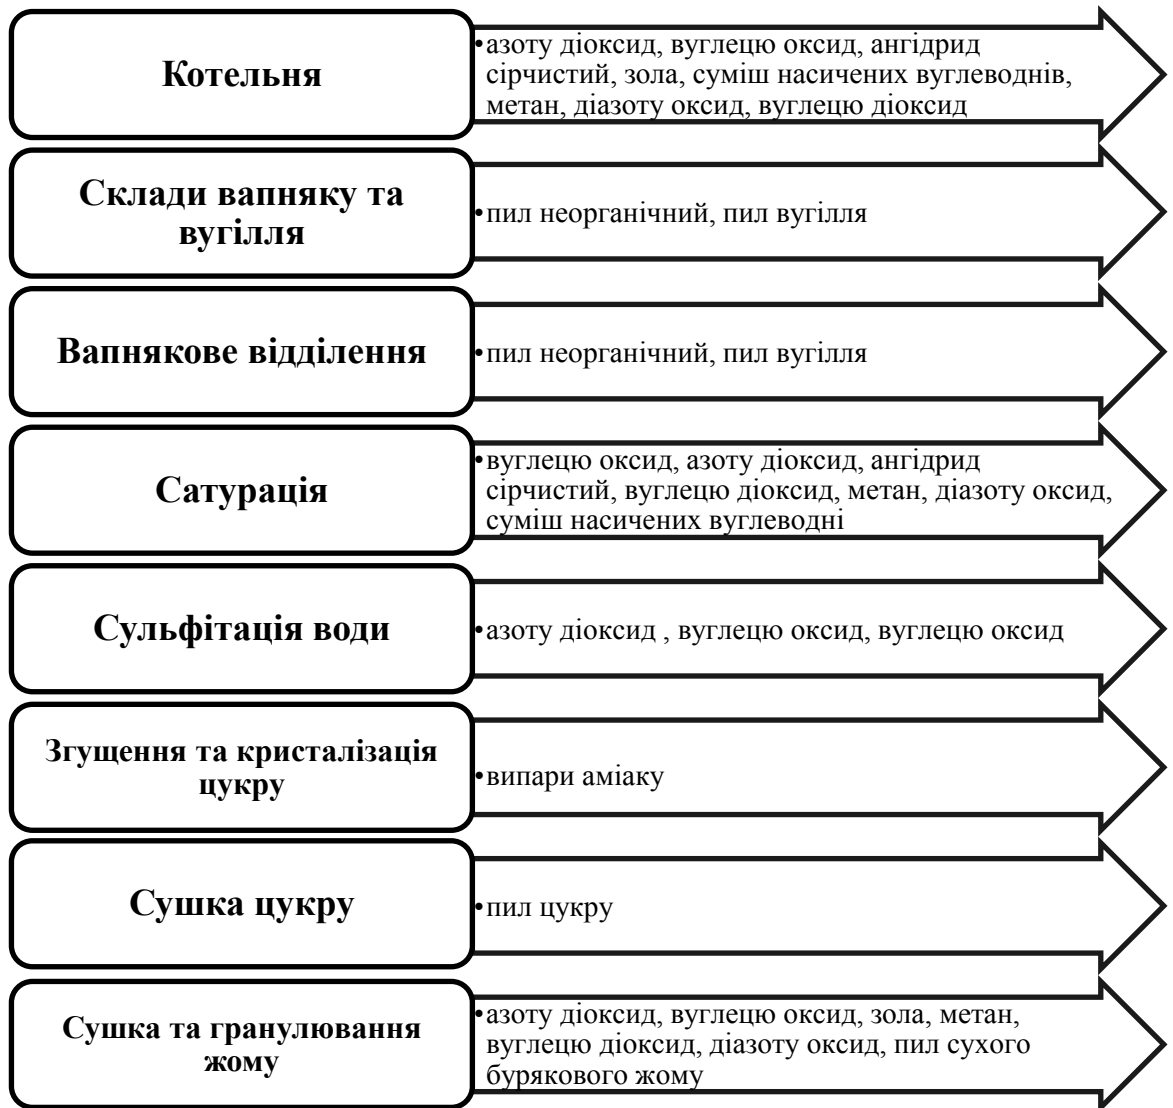 Котельня
•азоту діоксид, вуглецю оксид, ангідрид
сірчистий, зола, суміш насичених вуглеводнів,
метан, діазоту оксид, вуглецю діоксид
Склади вапняку та
вугілля
•пил неорганічний, пил вугілля
Вапнякове відділення
•пил неорганічний, пил вугілля
Сатурація
•вуглецю оксид, азоту діоксид, ангідрид
сірчистий, вуглецю діоксид, метан, діазоту оксид,
суміш насичених вуглеводні
Сульфітація води
•азоту діоксид , вуглецю оксид, вуглецю оксид
Згущення та кристалізація
цукру
•випари аміаку
Сушка цукру
•пил цукру
Сушка та гранулювання
жому
•азоту діоксид, вуглецю оксид, зола, метан,
вуглецю діоксид, діазоту оксид, пил сухого
бурякового жому